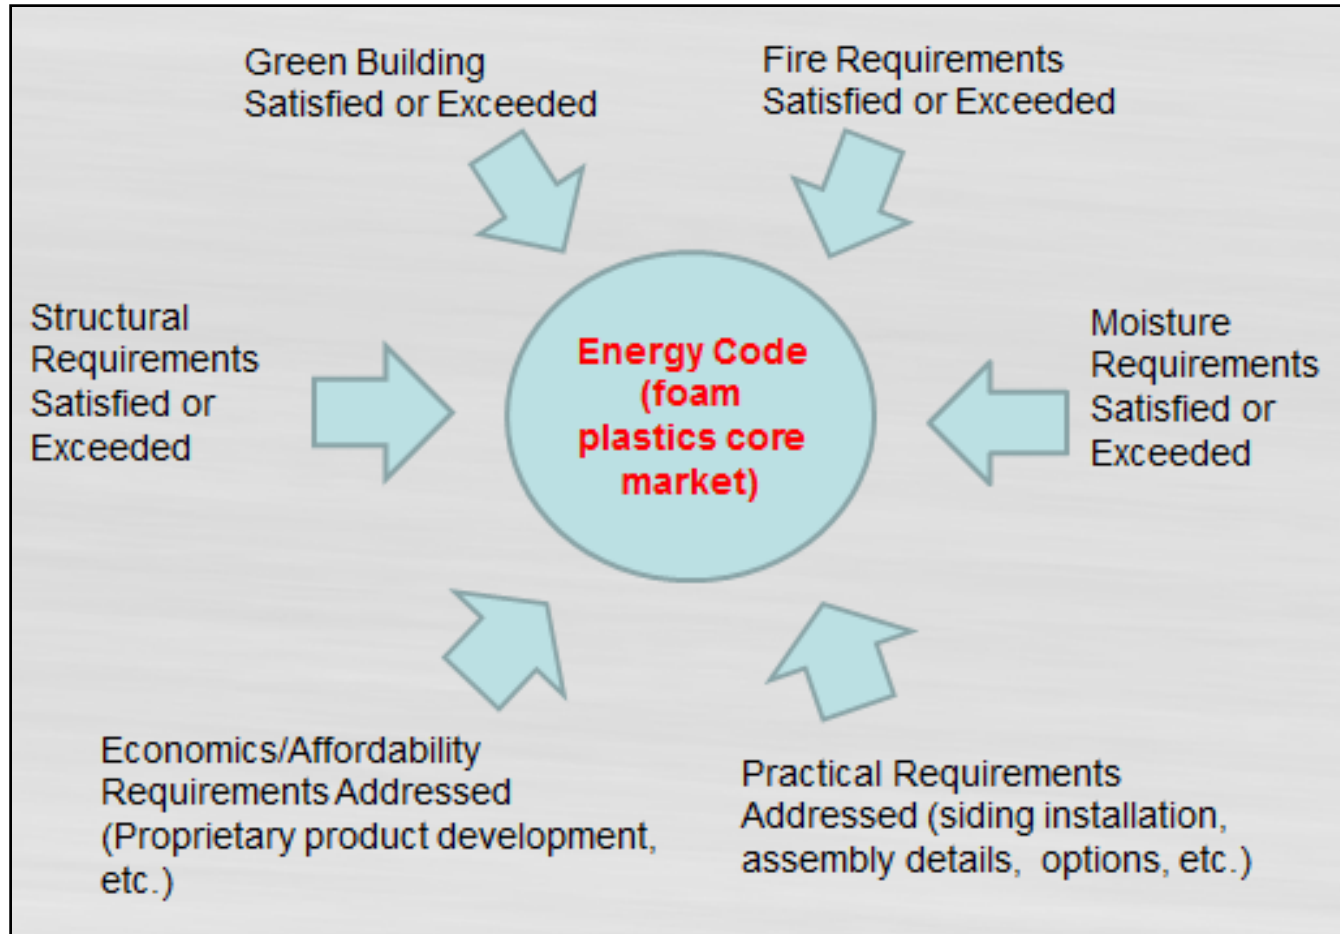 Green Building
Satisfied or Exceeded
Fire Requirements
Satisfied or Exceeded
Structural
Requirements
Satisfied or
Exceeded
Energy Code
(foam
plastics core
market)
Moisture
Requirements
Satisfied or
Exceeded
Economics/Affordability
Requirements Addressed
(Proprietary product development,
etc.)
Practical Requirements
Addressed (siding installation,
assembly details, options, etc.)